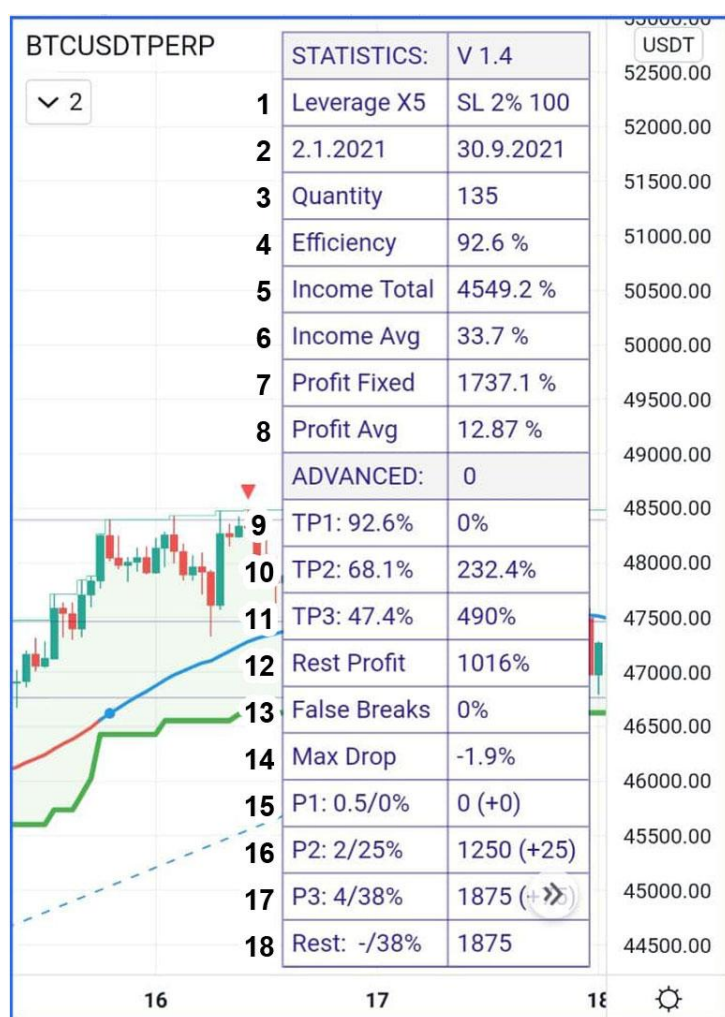 BTCUSDTPERP
2
STATISTICS: V 1.4
1 Leverage X5 SL 2% 100
2 2.1.2021 30.9.2021
3 Quantity 135
4 Efficiency 92.6 %
5 Income Total 4549.2 %
6 Income Avg 33.7 %
7 Profit Fixed 1737.1 %
8 Profit Avg 12.87 %
ADVANCED: 0
9 TP1: 92.6% 0%
10 TP2: 68.1% 232.4%
11 TP3: 47.4% 490%
12 Rest Profit 1016%
13 False Breaks 0%
14 Max Drop -1.9%
15 P1: 0.5/0% 0 (+0)
16 P2: 2/25% 1250 (+25)
17 P3: 4/38% 1875
18 Rest: -/38% 1875
USDT
52500.00
52000.00
51500.00
51000.00
50500.00
50000.00
49500.00
49000.00
48500.00
48000.00
47500.00
47000.00
46500.00
46000.00
45500.00
45000.00
44500.00
16 17 18